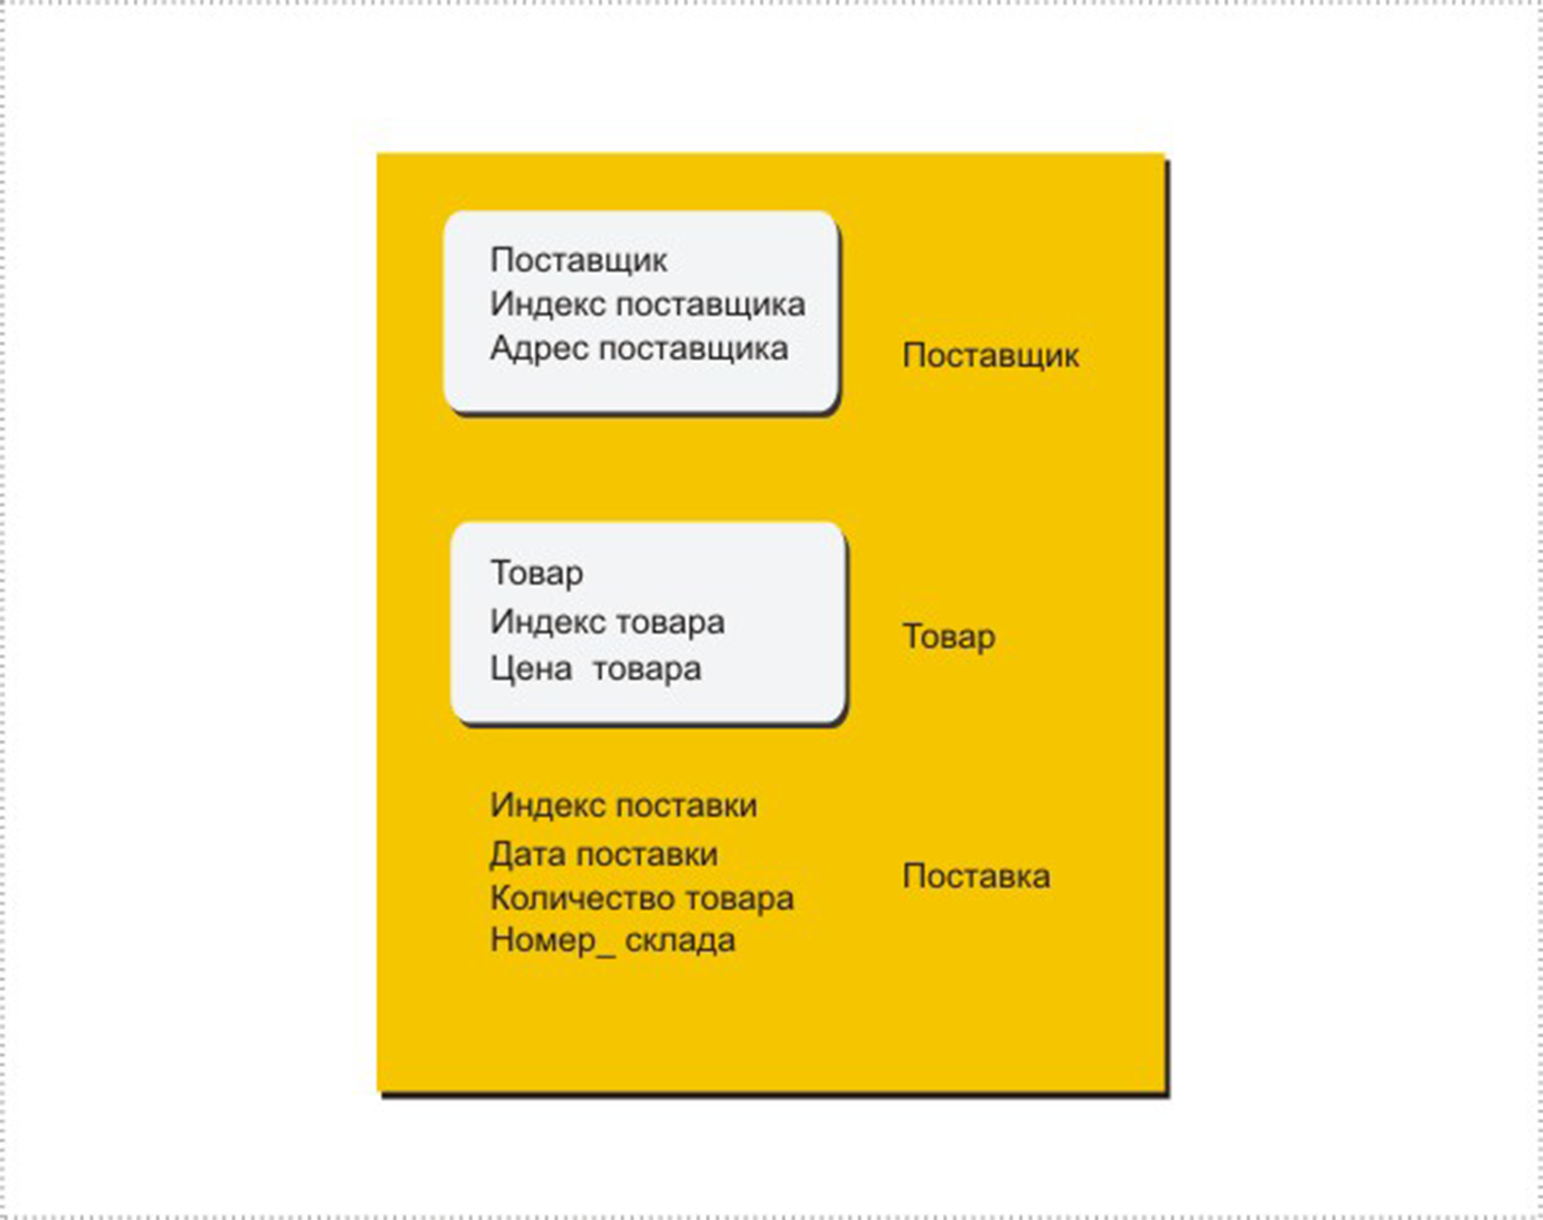 Поставщик
Индекс поставщика
Адрес поставщика
Поставщик
Товар
Индекс товара
Цена  товара
Товар
Индекс поставки
Дата поставки
Количество товара
Номер_ склада
Поставка